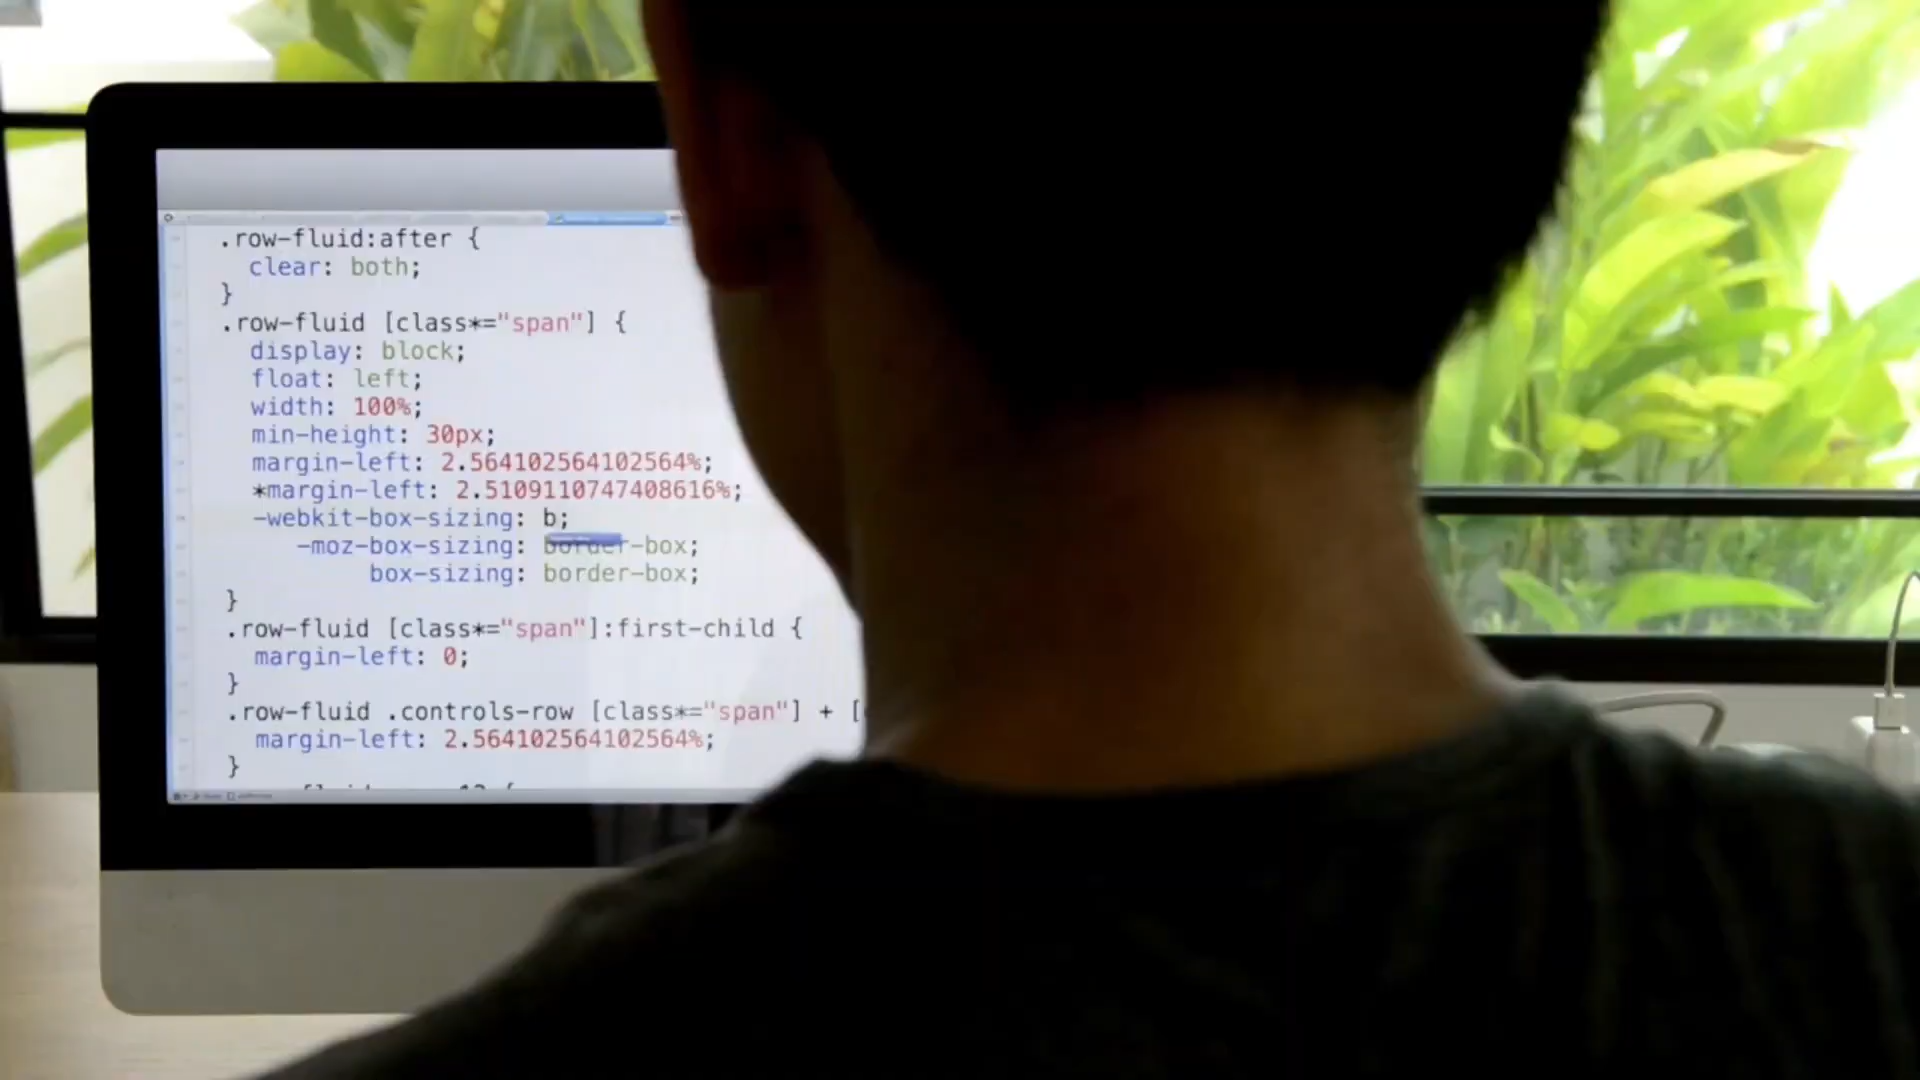 .row-fluid:after {
clear: both;
}
.row-fluid [class*="span"] {
display: block;
float: left;
width: 100%;
min-height: 30px;
margin-left: 2.564102564102564%;
*margin-left: 2.5109110747408616%;
-webkit-box-sizing: b;
-moz-box-sizing: border-box;
box-sizing: border-box;
}
.row-fluid [class*="span"]:first-child {
margin-left: 0;
}
.row-fluid .controls-row [class*="span"] + [
margin-left: 2.564102564102564%;
}